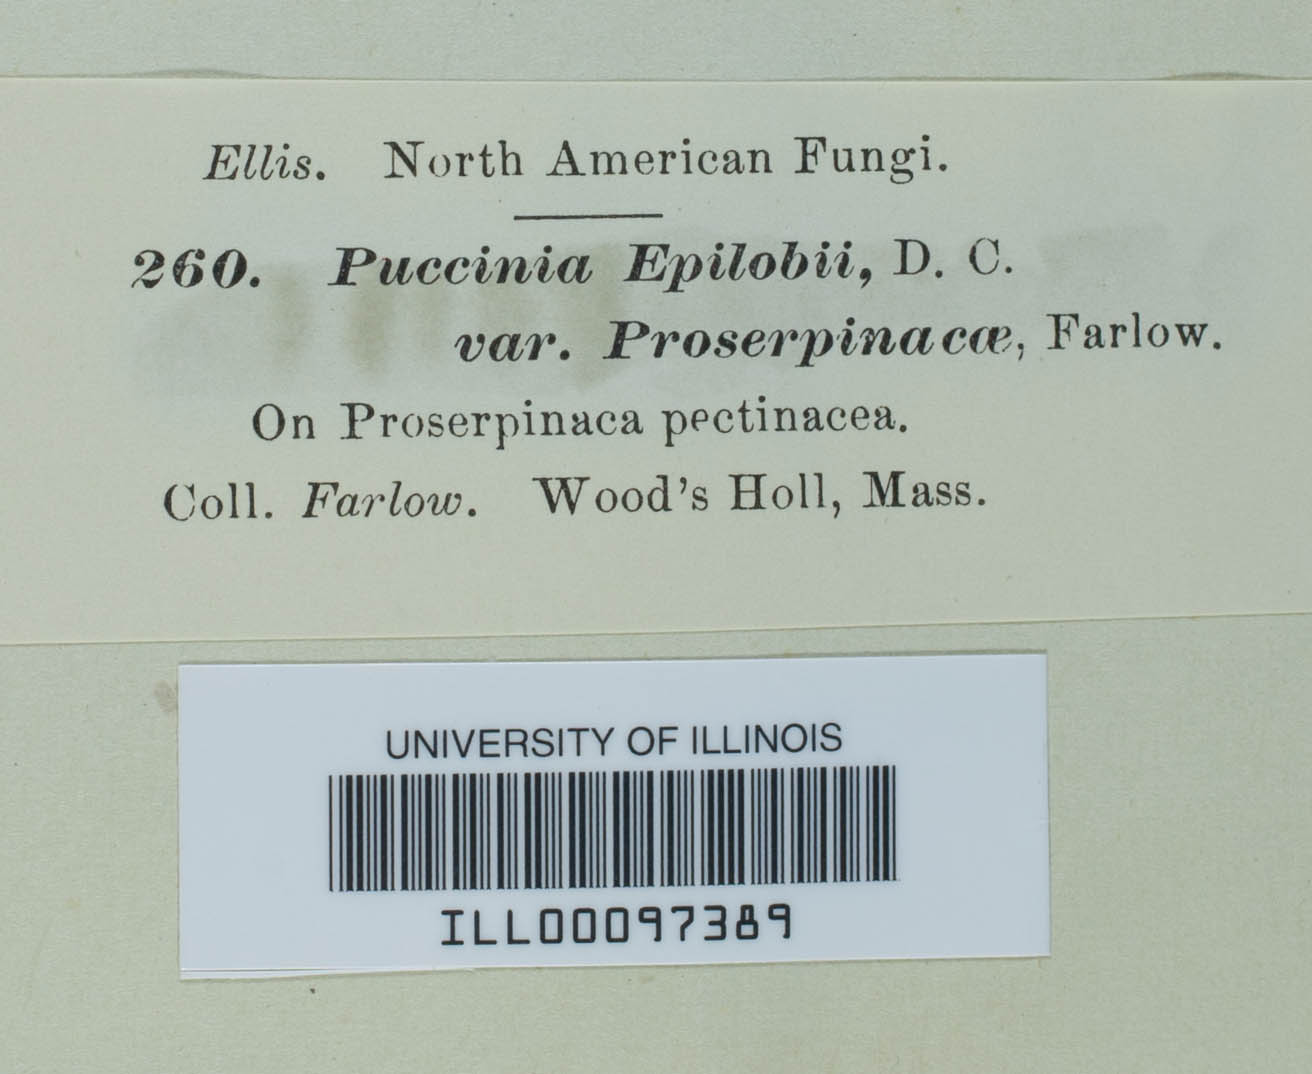 Ellis. North American Fungi.
260. Puccinia Epilobii, D. C.
var. Proserpinacæ, Farlow.
On Proserpinaca pectinacea.
Coll. Farlow. Wood's Holl, Mass.
UNIVERSITY OF ILLINOIS
ILL00097389